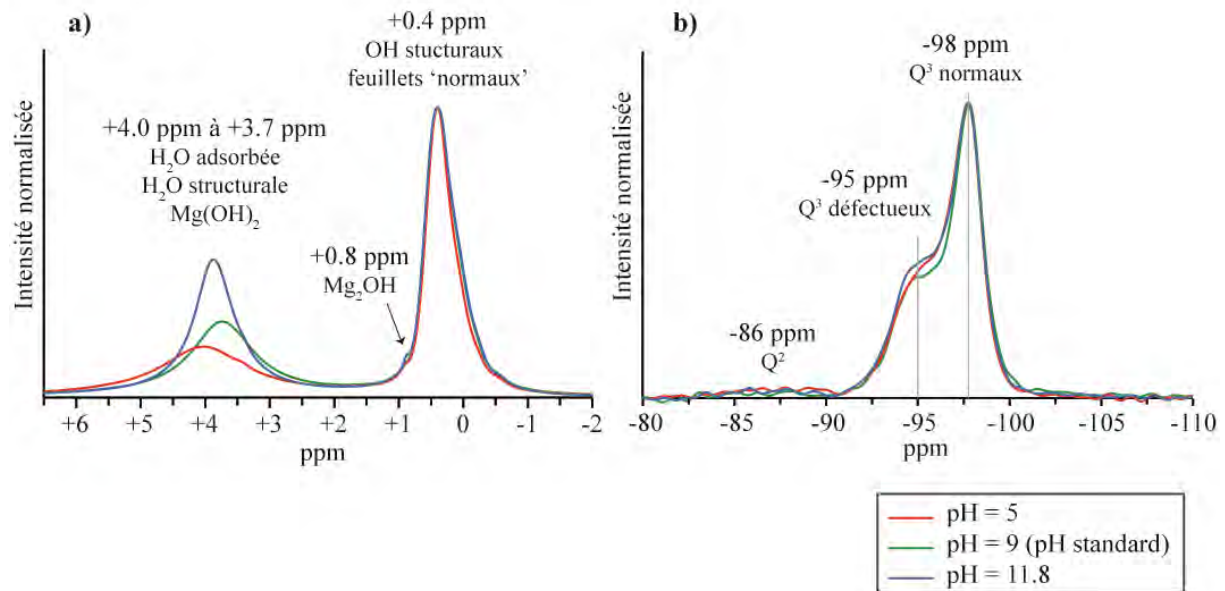 a)
+0.4 ppm
OH stucturaux
feuillets ‘normaux’
+4.0 ppm à +3.7 ppm
H₂O adsorbée
H₂O structurale
Mg(OH)₂
+0.8 ppm
Mg₂OH
Intensité normalisée
+6 +5 +4 +3 +2 +1 0 -1 -2
ppm
b)
-98 ppm
Q³ normaux
-95 ppm
Q³ défectueux
-86 ppm
Q²
Intensité normalisée
-80 -85 -90 -95 -100 -105 -110
ppm
pH = 5
pH = 9 (pH standard)
pH = 11.8